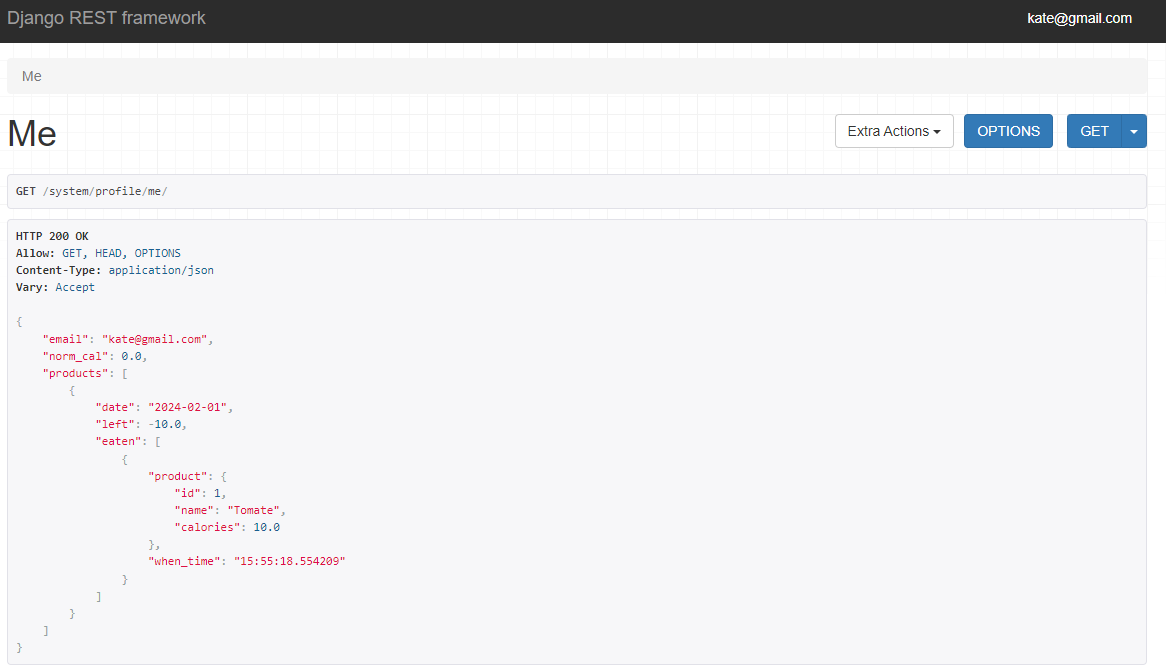 Django REST framework
kate@gmail.com
Me
Me
Extra Actions
OPTIONS
GET
GET /system/profile/me/
HTTP 200 OK
Allow: GET, HEAD, OPTIONS
Content-Type: application/json
Vary: Accept
{
    "email": "kate@gmail.com",
    "norm_cal": 0.0,
    "products": [
        {
            "date": "2024-02-01",
            "left": -10.0,
            "eaten": [
                {
                    "product": {
                        "id": 1,
                        "name": "Tomate",
                        "calories": 10.0
                    },
                    "when_time": "15:55:18.554209"
                }
            ]
        }
    ]
}